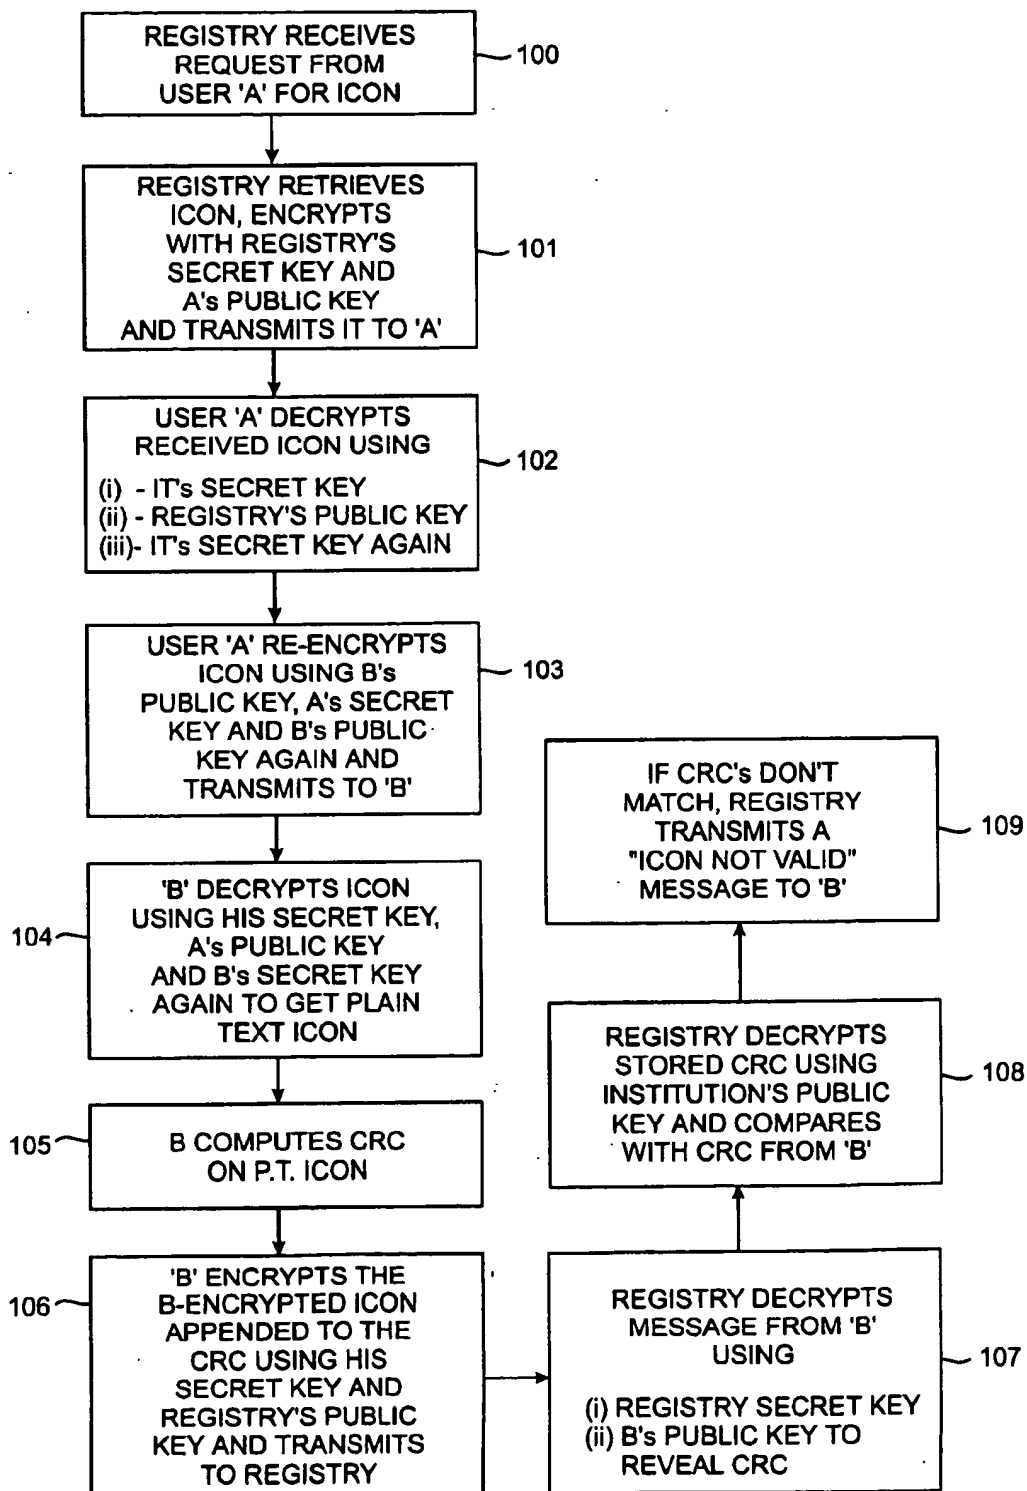 REGISTRY RECEIVES
REQUEST FROM
USER 'A' FOR ICON
100
REGISTRY RETRIEVES
ICON, ENCRYPTS
WITH REGISTRY'S
SECRET KEY AND
A's PUBLIC KEY
AND TRANSMITS IT TO 'A'
101
USER 'A' DECRYPTS
RECEIVED ICON USING
(i) - IT's SECRET KEY
(ii) - REGISTRY'S PUBLIC KEY
(iii)- IT's SECRET KEY AGAIN
102
USER 'A' RE-ENCRYPTS
ICON USING B's
PUBLIC KEY, A's SECRET
KEY AND B's PUBLIC
KEY AGAIN AND
TRANSMITS TO 'B'
103
'B' DECRYPTS ICON
USING HIS SECRET KEY,
A's PUBLIC KEY
AND B's SECRET KEY
AGAIN TO GET PLAIN
TEXT ICON
104
B COMPUTES CRC
ON P.T. ICON
105
'B' ENCRYPTS THE
B-ENCRYPTED ICON
APPENDED TO THE
CRC USING HIS
SECRET KEY AND
REGISTRY'S PUBLIC
KEY AND TRANSMITS
TO REGISTRY
106
REGISTRY DECRYPTS
MESSAGE FROM 'B'
USING
(i) REGISTRY SECRET KEY
(ii) B's PUBLIC KEY TO
REVEAL CRC
107
REGISTRY DECRYPTS
STORED CRC USING
INSTITUTION'S PUBLIC
KEY AND COMPARES
WITH CRC FROM 'B'
108
IF CRC's DON'T
MATCH, REGISTRY
TRANSMITS A
"ICON NOT VALID"
MESSAGE TO 'B'
109